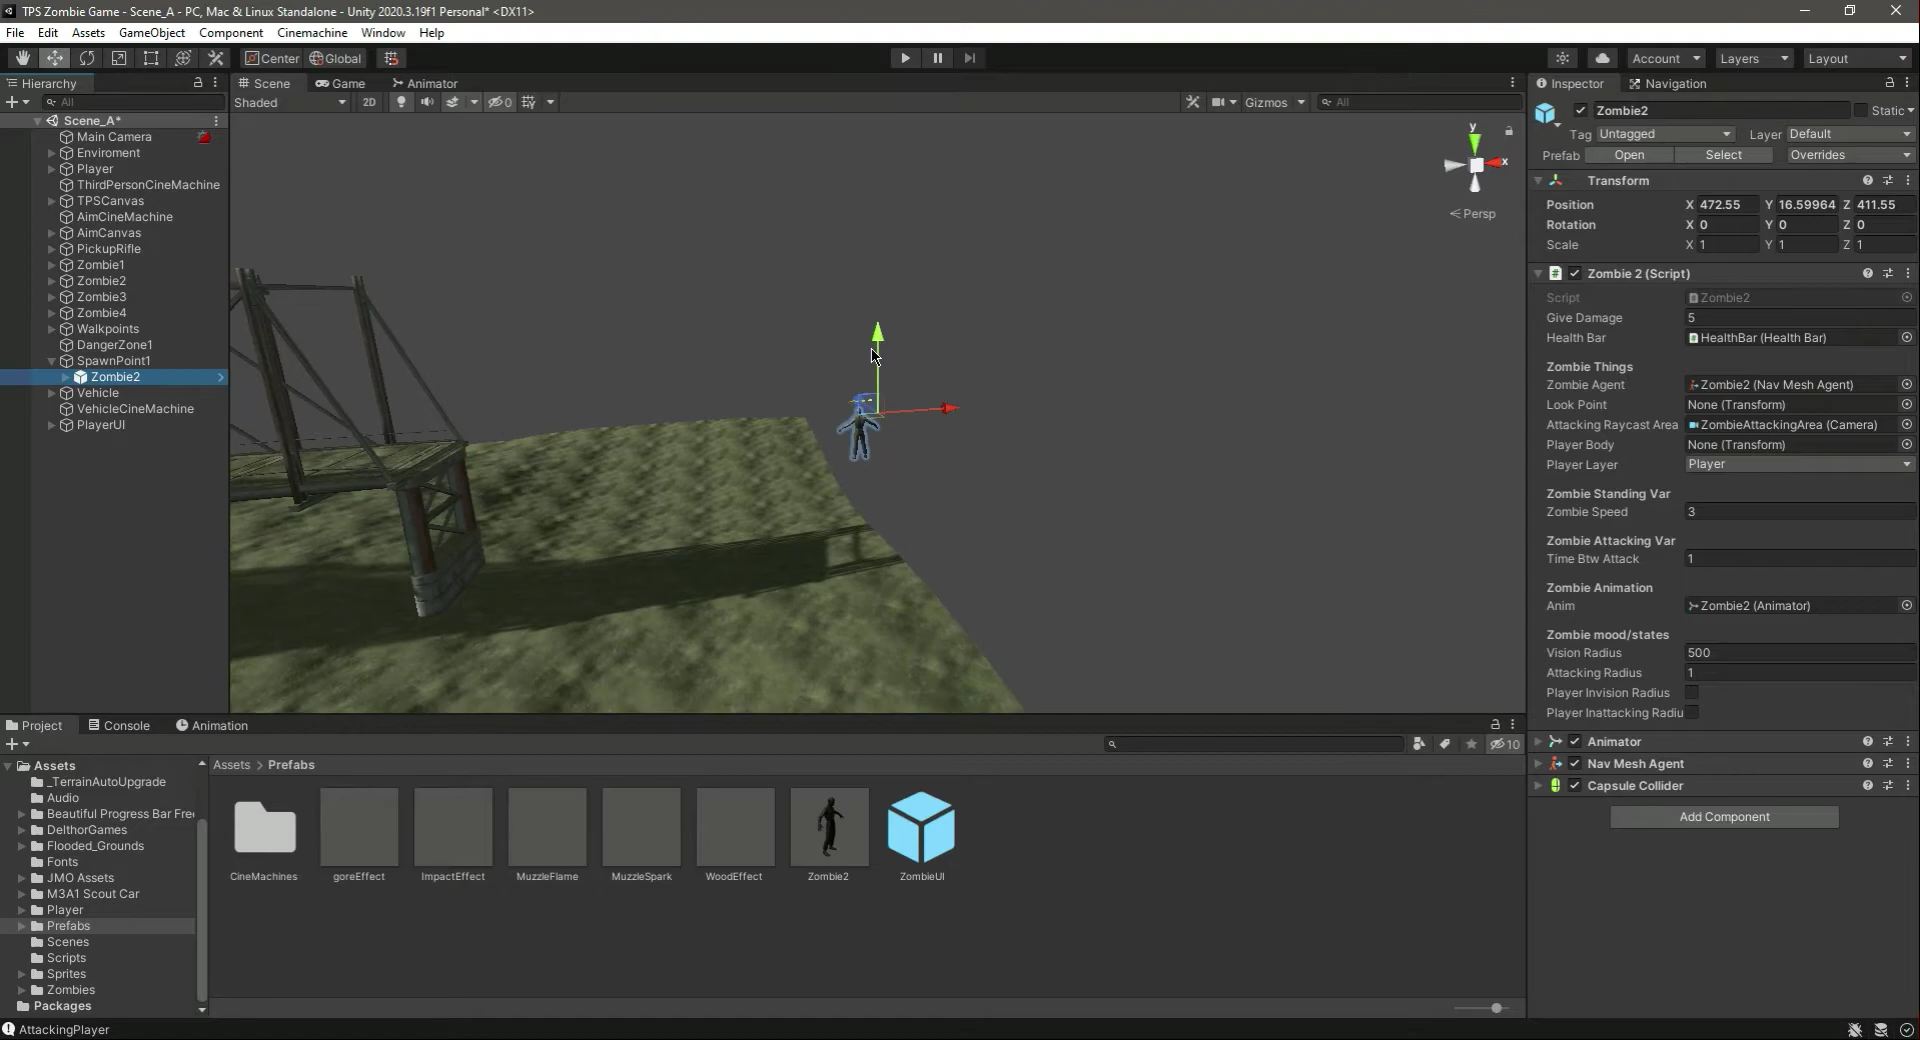 TPS Zombie Game - Scene_A - PC, Mac & Linux Standalone - Unity 2020.3.19f1 Personal* <DX11>
File Edit Assets GameObject Component Cinemachine Window Help
Center Global Account Layers Layout
Hierarchy
All
Scene_A*
Main Camera
Enviroment
Player
ThirdPersonCineMachine
TPSCanvas
AimCineMachine
AimCanvas
PickupRifle
Zombie1
Zombie2
Zombie3
Zombie4
Walkpoints
DangerZone1
SpawnPoint1
Zombie2
Vehicle
VehicleCineMachine
PlayerUI
Scene Game Animator
Shaded 2D 0 Gizmos All
y
x
Persp
Inspector Navigation
Zombie2 Static
Tag Untagged Layer Default
Prefab Open Select Overrides
Transform
Position X 472.55 Y 16.59964 Z 411.55
Rotation X 0 Y 0 Z 0
Scale X 1 Y 1 Z 1
Zombie 2 (Script)
Script Zombie2
Give Damage 5
Health Bar HealthBar (Health Bar)
Zombie Things
Zombie Agent Zombie2 (Nav Mesh Agent)
Look Point None (Transform)
Attacking Raycast Area ZombieAttackingArea (Camera)
Player Body None (Transform)
Player Layer Player
Zombie Standing Var
Zombie Speed 3
Zombie Attacking Var
Time Btw Attack 1
Zombie Animation
Anim Zombie2 (Animator)
Zombie mood/states
Vision Radius 500
Attacking Radius 1
Player Invision Radius
Player Inattacking Radiu
Animator
Nav Mesh Agent
Capsule Collider
Add Component
Project Console Animation
10
Assets
_TerrainAutoUpgrade
Audio
Beautiful Progress Bar Free
DelthorGames
Flooded_Grounds
Fonts
JMO Assets
M3A1 Scout Car
Player
Prefabs
Scenes
Scripts
Sprites
Zombies
Packages
Assets > Prefabs
CineMachines goreEffect ImpactEffect MuzzleFlame MuzzleSpark WoodEffect Zombie2 ZombieUI
AttackingPlayer